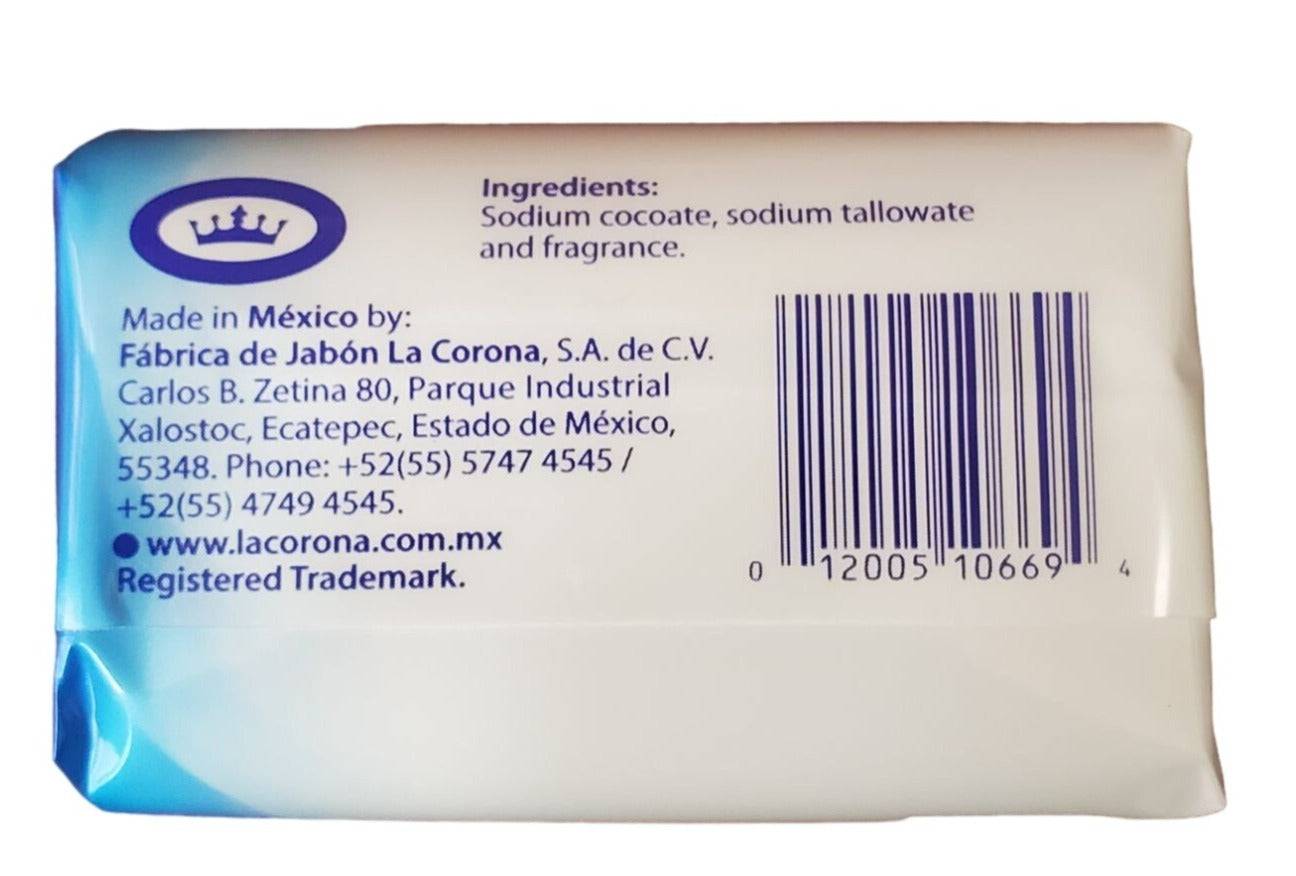 Ingredients:
Sodium cocoate, sodium tallowate
and fragrance.
Made in México by:
Fábrica de Jabón La Corona, S.A. de C.V.
Carlos B. Zetina 80, Parque Industrial
Xalostoc, Ecatepec, Estado de México,
55348. Phone: +52(55) 5747 4545 /
+52(55) 4749 4545.
www.lacorona.com.mx
Registered Trademark.
0 12005 10669 4